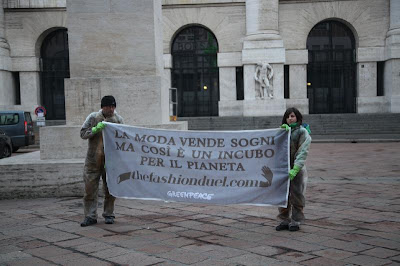 LA MODA VENDE SOGNI
MA COSÌ È UN INCUBO
PER IL PIANETA
thefashionduel.com
GREENPEACE